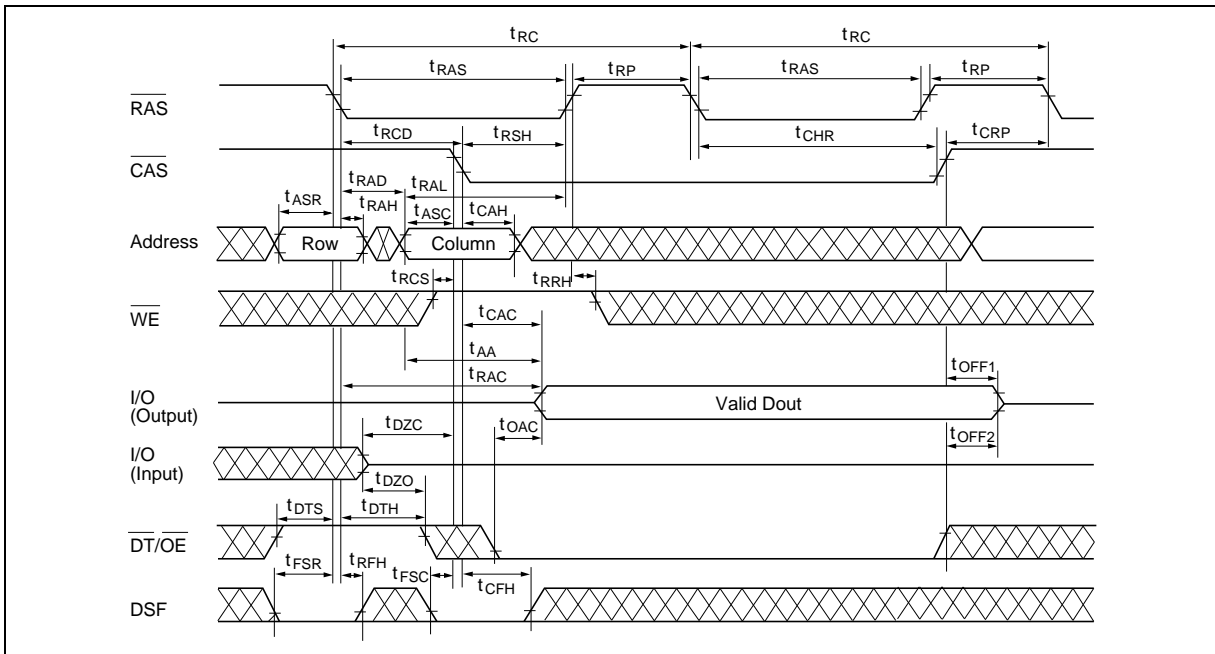 tRC tRC
tRAS tRP tRAS tRP
RAS
tRCD tRSH tCHR tCRP
CAS
tRAD tRAL
tASR tRAH tASC tCAH
Address Row Column
tRCS tRRH
WE
tCAC
tAA
tRAC tOFF1
I/O
(Output) Valid Dout
tDZC tOAC tOFF2
I/O
(Input)
tDZO
tDTS tDTH
DT/OE
tFSR tRFH tFSC tCFH
DSF